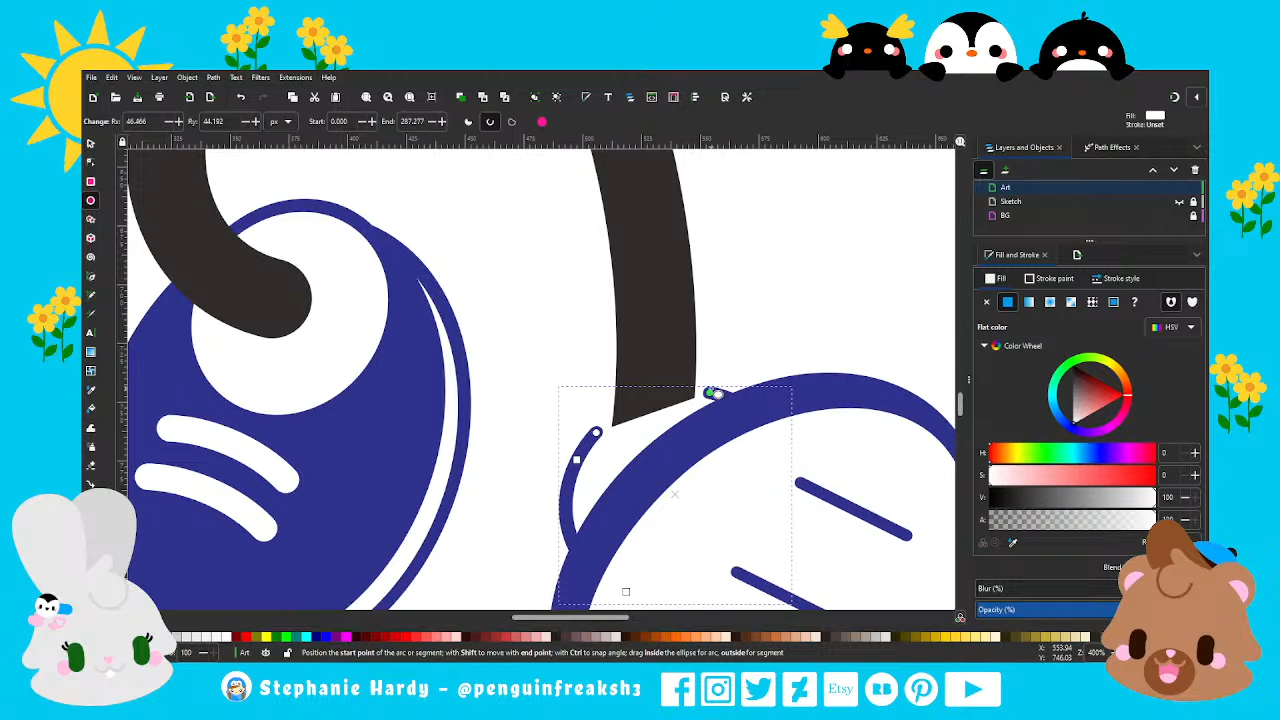 File Edit View Layer Object Path Text Filters Extensions Help
Change: Rx: 46.466 Ry: 44.192 px Start: 0.000 End: 287.277
Fill:
Stroke: Unset
Layers and Objects Path Effects
Art
Sketch
BG
Fill and Stroke
Fill Stroke paint Stroke style
Flat color HSV
Color Wheel
H: 0
S: 0
V: 100
A: 100
Blur (%)
Opacity (%)
100 Art Position the start point of the arc or segment; with Shift to move with end point; with Ctrl to snap angle; drag inside the ellipse for arc, outside for segment X: 553.94 Z: 400%
Y: 746.03
Stephanie Hardy - @penguinfreaksh3
Etsy
RB